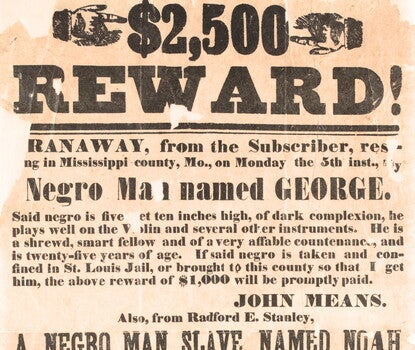 $2,500
REWARD!
RANAWAY, from the Subscriber, res-
ng in Mississippi county, Mo., on Monday the 5th inst.,
Negro Man named GEORGE.
Said negro is five et ten inches high, of dark complexion, he
plays well on the V olin and several other instruments. He is
a shrewd, smart fellow and of a very affable countenance, and
is twenty-five years of age. If said negro is taken and con-
fined in St. Louis Jail, or brought to this county so that I
get
him, the above reward of $1,000 will be promptly paid.
JOHN MEANS.
Also, from Radford E. Stanley,
A NEGRO MAN SLAVE, NAMED NOAH